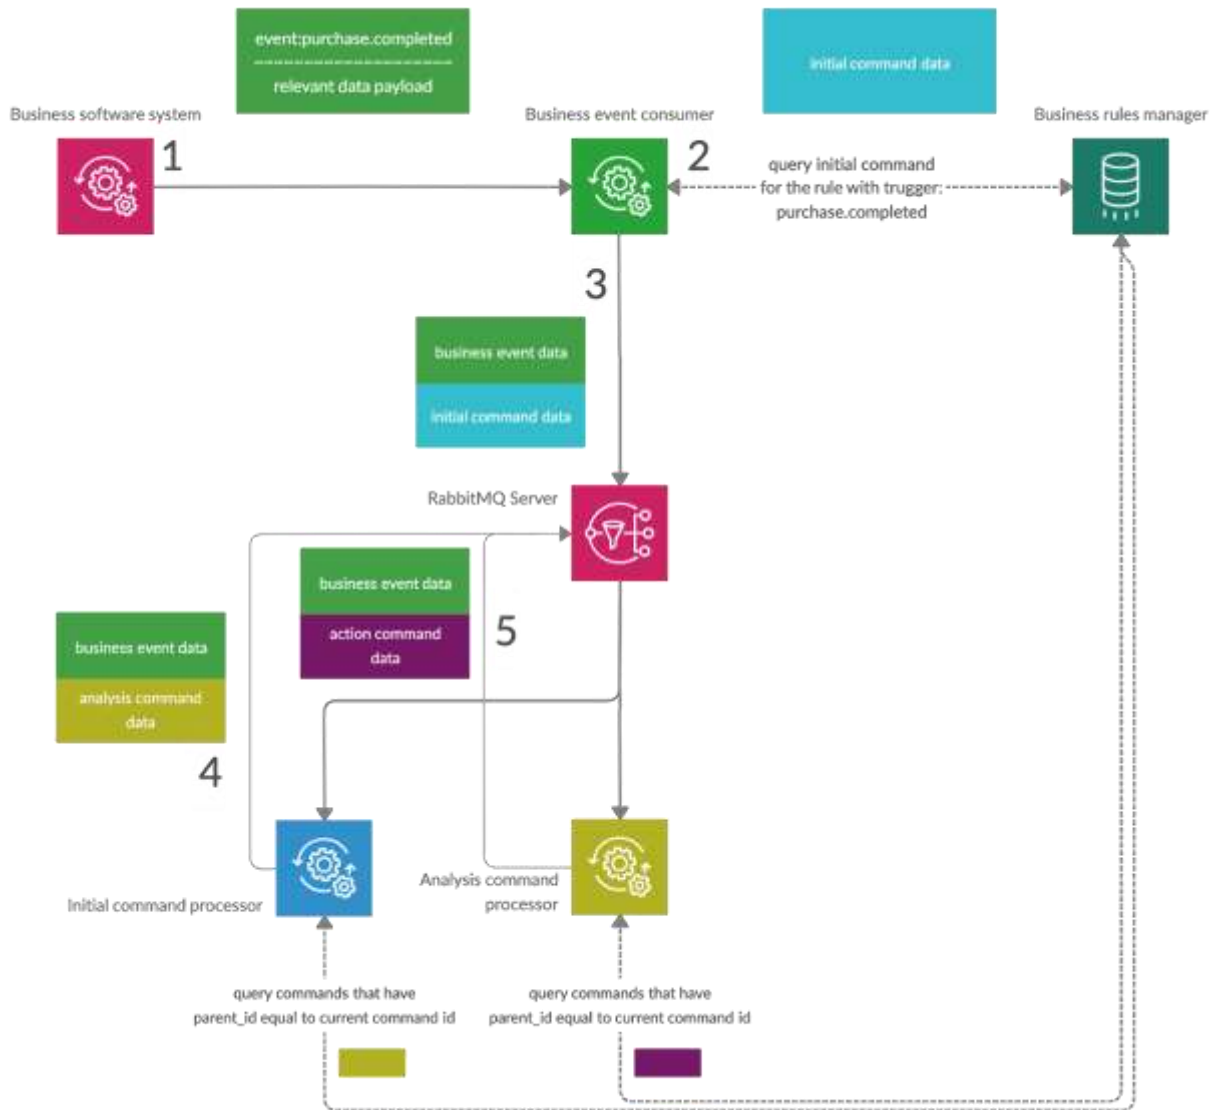 event:purchase.completed
relevant data payload
initial command data
Business software system
Business event consumer
Business rules manager
1
2
query initial command
for the rule with trugger:
purchase.completed
3
business event data
initial command data
RabbitMQ Server
business event data
action command
data
5
business event data
analysis command
data
4
Initial command processor
Analysis command
processor
query commands that have
parent_id equal to current command id
query commands that have
parent_id equal to current command id